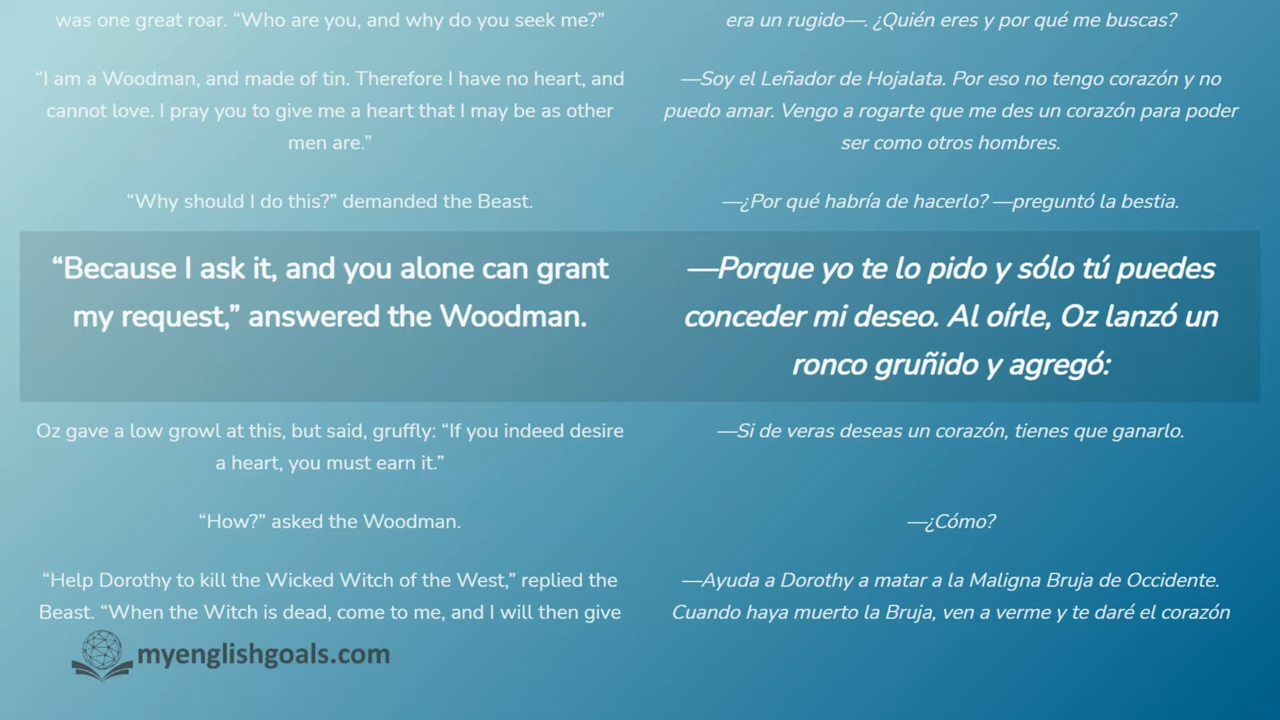 was one great roar. “Who are you, and why do you seek me?”
“I am a Woodman, and made of tin. Therefore I have no heart, and
cannot love. I pray you to give me a heart that I may be as other
men are.”
“Why should I do this?” demanded the Beast.
“Because I ask it, and you alone can grant
my request,” answered the Woodman.
Oz gave a low growl at this, but said, gruffly: “If you indeed desire
a heart, you must earn it.”
“How?” asked the Woodman.
“Help Dorothy to kill the Wicked Witch of the West,” replied the
Beast. “When the Witch is dead, come to me, and I will then give
era un rugido—. ¿Quién eres y por qué me buscas?
—Soy el Leñador de Hojalata. Por eso no tengo corazón y no
puedo amar. Vengo a rogarte que me des un corazón para poder
ser como otros hombres.
—¿Por qué habría de hacerlo? —preguntó la bestia.
—Porque yo te lo pido y sólo tú puedes
conceder mi deseo. Al oírle, Oz lanzó un
ronco gruñido y agregó:
—Si de veras deseas un corazón, tienes que ganarlo.
—¿Cómo?
—Ayuda a Dorothy a matar a la Maligna Bruja de Occidente.
Cuando haya muerto la Bruja, ven a verme y te daré el corazón
myenglishgoals.com